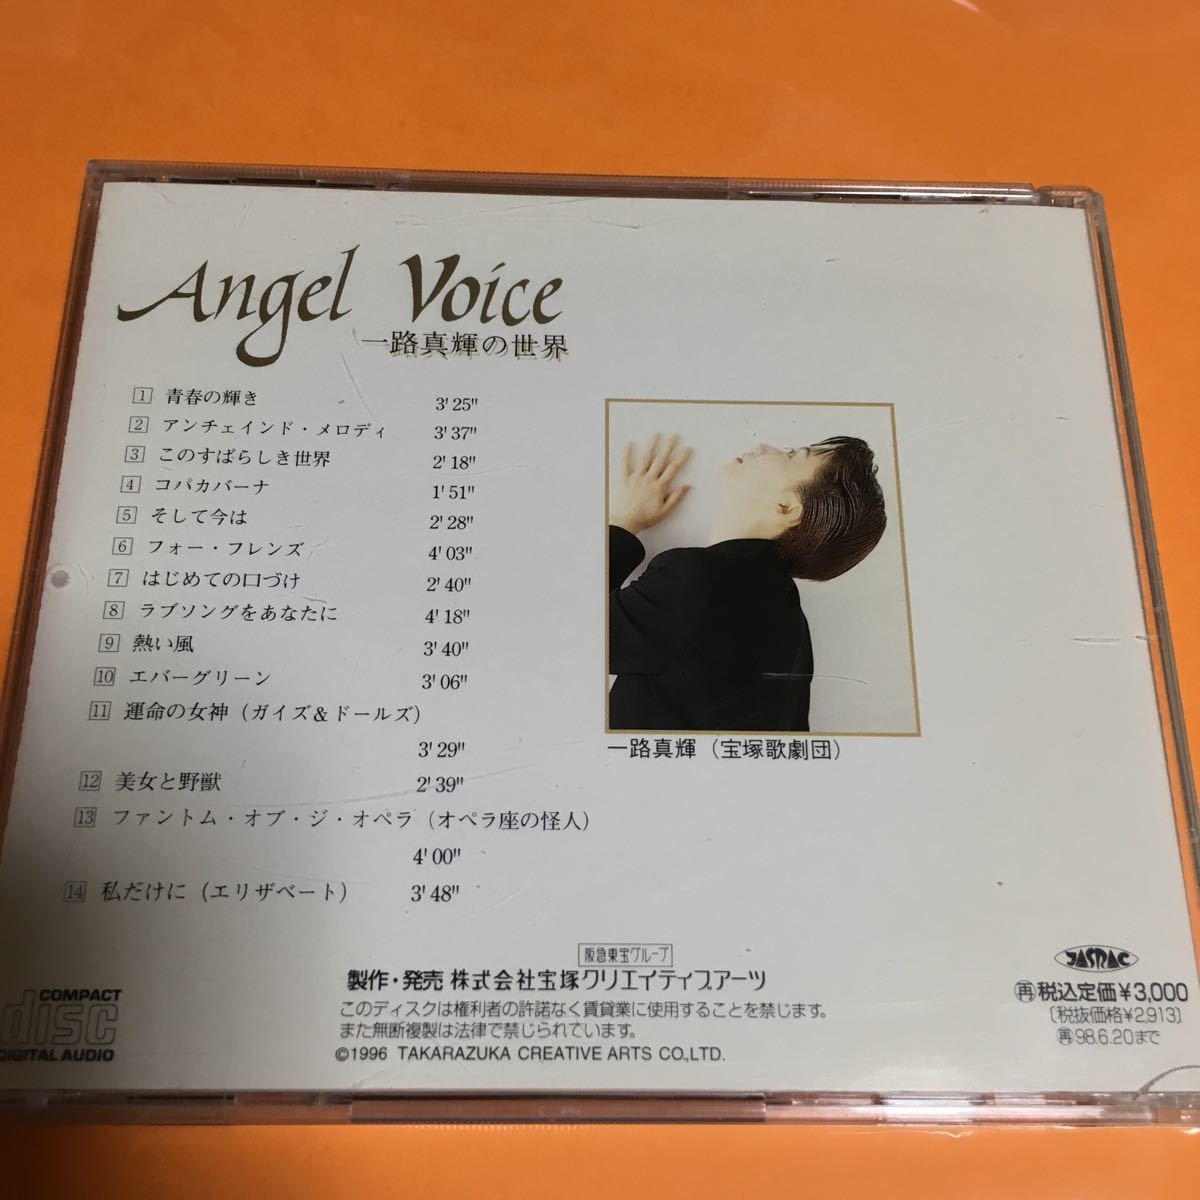 Angel Voice
一路真輝の世界
1 青春の輝き 3'25"
2 アンチェインド・メロディ 3'37"
3 このすばらしき世界 2'18"
4 コパカバーナ 1'51"
5 そして今は 2'28"
6 フォー・フレンズ 4'03"
7 はじめての口づけ 2'40"
8 ラブソングをあなたに 4'18"
9 熱い風 3'40"
10 エバーグリーン 3'06"
11 運命の女神（ガイズ&ドールズ）
3'29"
12 美女と野獣 2'39"
13 ファントム・オブ・ジ・オペラ（オペラ座の怪人）
4'00"
14 私だけに（エリザベート） 3'48"
一路真輝（宝塚歌劇団）
阪急東宝グループ
製作・発売 株式会社宝塚クリエイティブアーツ
このディスクは権利者の許諾なく賃貸業に使用することを禁じます。
また無断複製は法律で禁じられています。
©1996 TAKARAZUKA CREATIVE ARTS CO.,LTD.
COMPACT
disc
DIGITAL AUDIO
JASRAC
再税込定価¥3,000
〔税抜価格¥2,913〕
再98.6.20まで